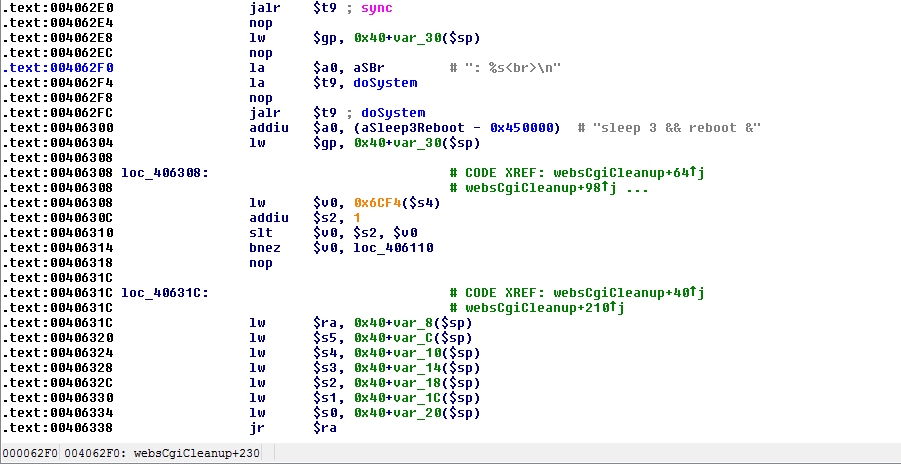 .text:004062E0 jalr $t9 ; sync
.text:004062E4 nop
.text:004062E8 lw $gp, 0x40+var_30($sp)
.text:004062EC nop
.text:004062F0 la $a0, aSBr # ": %s<br>\n"
.text:004062F4 la $t9, doSystem
.text:004062F8 nop
.text:004062FC jalr $t9 ; doSystem
.text:00406300 addiu $a0, (aSleep3Reboot - 0x450000) # "sleep 3 && reboot &"
.text:00406304 lw $gp, 0x40+var_30($sp)
.text:00406308
.text:00406308 loc_406308: # CODE XREF: websCgiCleanup+64↑j
.text:00406308 # websCgiCleanup+98↑j ...
.text:00406308 lw $v0, 0x6CF4($s4)
.text:0040630C addiu $s2, 1
.text:00406310 slt $v0, $s2, $v0
.text:00406314 bnez $v0, loc_406110
.text:00406318 nop
.text:0040631C
.text:0040631C loc_40631C: # CODE XREF: websCgiCleanup+40↑j
.text:0040631C # websCgiCleanup+210↑j
.text:0040631C lw $ra, 0x40+var_8($sp)
.text:00406320 lw $s5, 0x40+var_C($sp)
.text:00406324 lw $s4, 0x40+var_10($sp)
.text:00406328 lw $s3, 0x40+var_14($sp)
.text:0040632C lw $s2, 0x40+var_18($sp)
.text:00406330 lw $s1, 0x40+var_1C($sp)
.text:00406334 lw $s0, 0x40+var_20($sp)
.text:00406338 jr $ra
000062F0 004062F0: websCgiCleanup+230